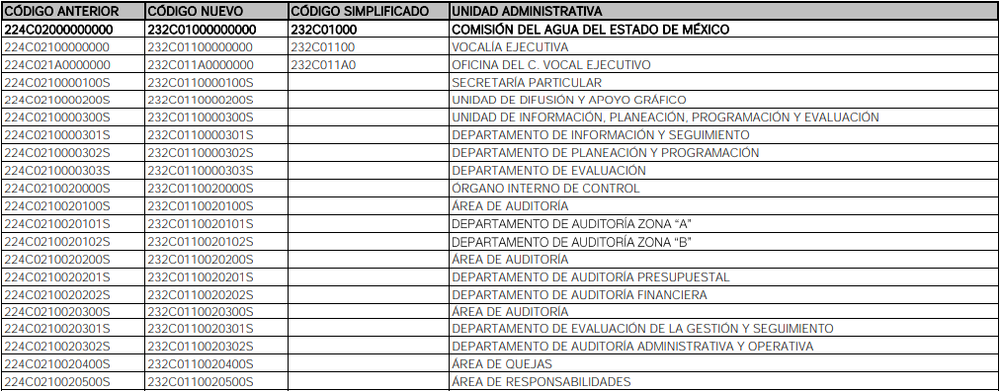 CÓDIGO ANTERIOR CÓDIGO NUEVO CÓDIGO SIMPLIFICADO UNIDAD ADMINISTRATIVA
224C02000000000 232C01000000000 232C01000 COMISIÓN DEL AGUA DEL ESTADO DE MÉXICO
224C02100000000 232C01100000000 232C01100 VOCALÍA EJECUTIVA
224C021A0000000 232C011A0000000 232C011A0 OFICINA DEL C. VOCAL EJECUTIVO
224C0210000100S 232C0110000100S SECRETARÍA PARTICULAR
224C0210000200S 232C0110000200S UNIDAD DE DIFUSIÓN Y APOYO GRÁFICO
224C0210000300S 232C0110000300S UNIDAD DE INFORMACIÓN, PLANEACIÓN, PROGRAMACIÓN Y EVALUACIÓN
224C0210000301S 232C0110000301S DEPARTAMENTO DE INFORMACIÓN Y SEGUIMIENTO
224C0210000302S 232C0110000302S DEPARTAMENTO DE PLANEACIÓN Y PROGRAMACIÓN
224C0210000303S 232C0110000303S DEPARTAMENTO DE EVALUACIÓN
224C0210020000S 232C0110020000S ÓRGANO INTERNO DE CONTROL
224C0210020100S 232C0110020100S ÁREA DE AUDITORÍA
224C0210020101S 232C0110020101S DEPARTAMENTO DE AUDITORÍA ZONA “A”
224C0210020102S 232C0110020102S DEPARTAMENTO DE AUDITORÍA ZONA “B”
224C0210020200S 232C0110020200S ÁREA DE AUDITORÍA
224C0210020201S 232C0110020201S DEPARTAMENTO DE AUDITORÍA PRESUPUESTAL
224C0210020202S 232C0110020202S DEPARTAMENTO DE AUDITORÍA FINANCIERA
224C0210020300S 232C0110020300S ÁREA DE AUDITORÍA
224C0210020301S 232C0110020301S DEPARTAMENTO DE EVALUACIÓN DE LA GESTIÓN Y SEGUIMIENTO
224C0210020302S 232C0110020302S DEPARTAMENTO DE AUDITORÍA ADMINISTRATIVA Y OPERATIVA
224C0210020400S 232C0110020400S ÁREA DE QUEJAS
224C0210020500S 232C0110020500S ÁREA DE RESPONSABILIDADES